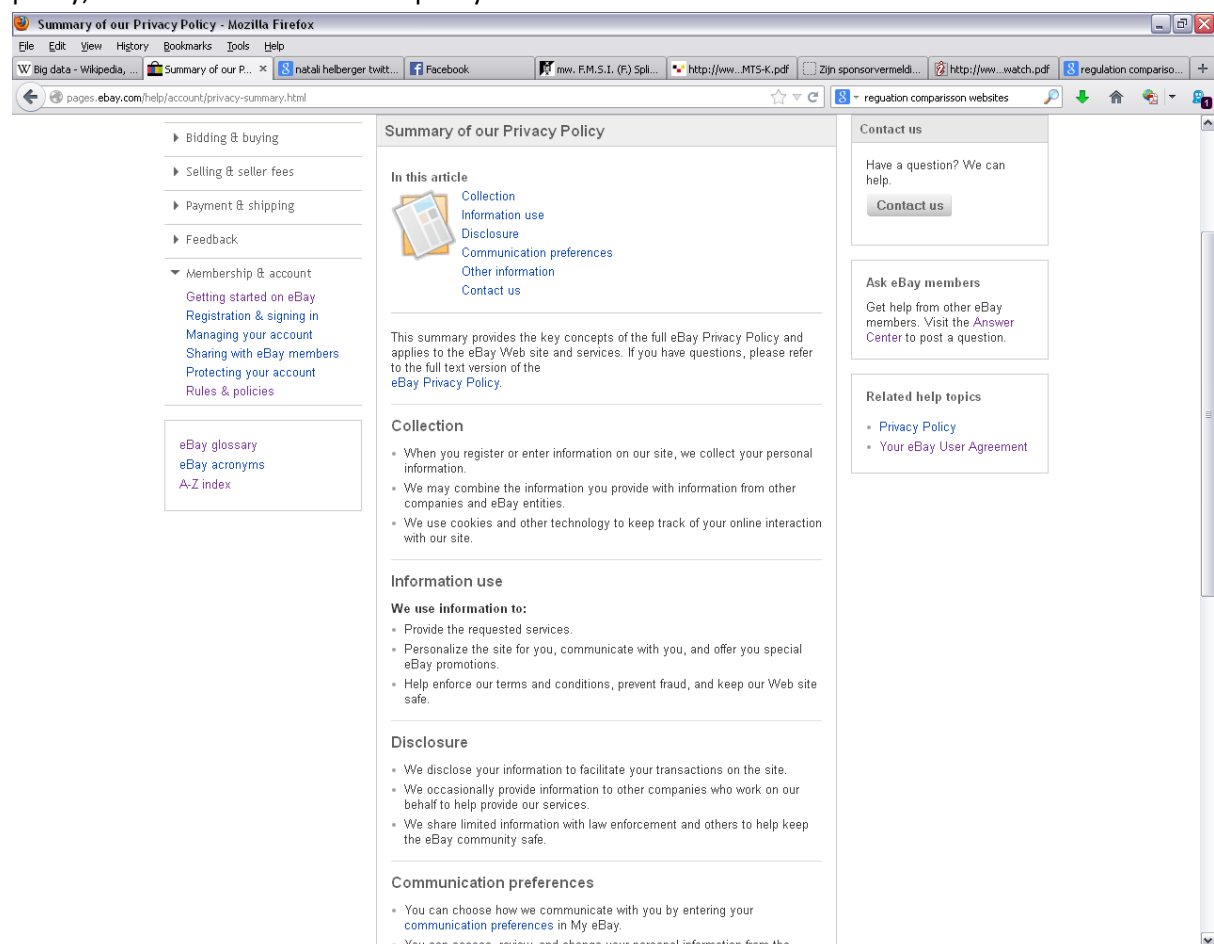 Summary of our Privacy Policy - Mozilla Firefox
File Edit View History Bookmarks Tools Help
Big data - Wikipedia, ... Summary of our P... × natali helberger twitt... Facebook mw. F.M.S.I. (F.) Spli... http://ww...MTS-K.pdf Zijn sponsorvermeldi... http://ww...watch.pdf regulation compariso... +
pages.ebay.com/help/account/privacy-summary.html reguation comparisson websites 1
Bidding & buying
Selling & seller fees
Payment & shipping
Feedback
Membership & account
Getting started on eBay
Registration & signing in
Managing your account
Sharing with eBay members
Protecting your account
Rules & policies
eBay glossary
eBay acronyms
A-Z index
Summary of our Privacy Policy
In this article
Collection
Information use
Disclosure
Communication preferences
Other information
Contact us
This summary provides the key concepts of the full eBay Privacy Policy and
applies to the eBay Web site and services. If you have questions, please refer
to the full text version of the
eBay Privacy Policy.
Collection
• When you register or enter information on our site, we collect your personal
information.
• We may combine the information you provide with information from other
companies and eBay entities.
• We use cookies and other technology to keep track of your online interaction
with our site.
Information use
We use information to:
• Provide the requested services.
• Personalize the site for you, communicate with you, and offer you special
eBay promotions.
• Help enforce our terms and conditions, prevent fraud, and keep our Web site
safe.
Disclosure
• We disclose your information to facilitate your transactions on the site.
• We occasionally provide information to other companies who work on our
behalf to help provide our services.
• We share limited information with law enforcement and others to help keep
the eBay community safe.
Communication preferences
• You can choose how we communicate with you by entering your
communication preferences in My eBay.
• You can access, review, and change your personal information from the
Contact us
Have a question? We can
help.
Contact us
Ask eBay members
Get help from other eBay
members. Visit the Answer
Center to post a question.
Related help topics
• Privacy Policy
• Your eBay User Agreement